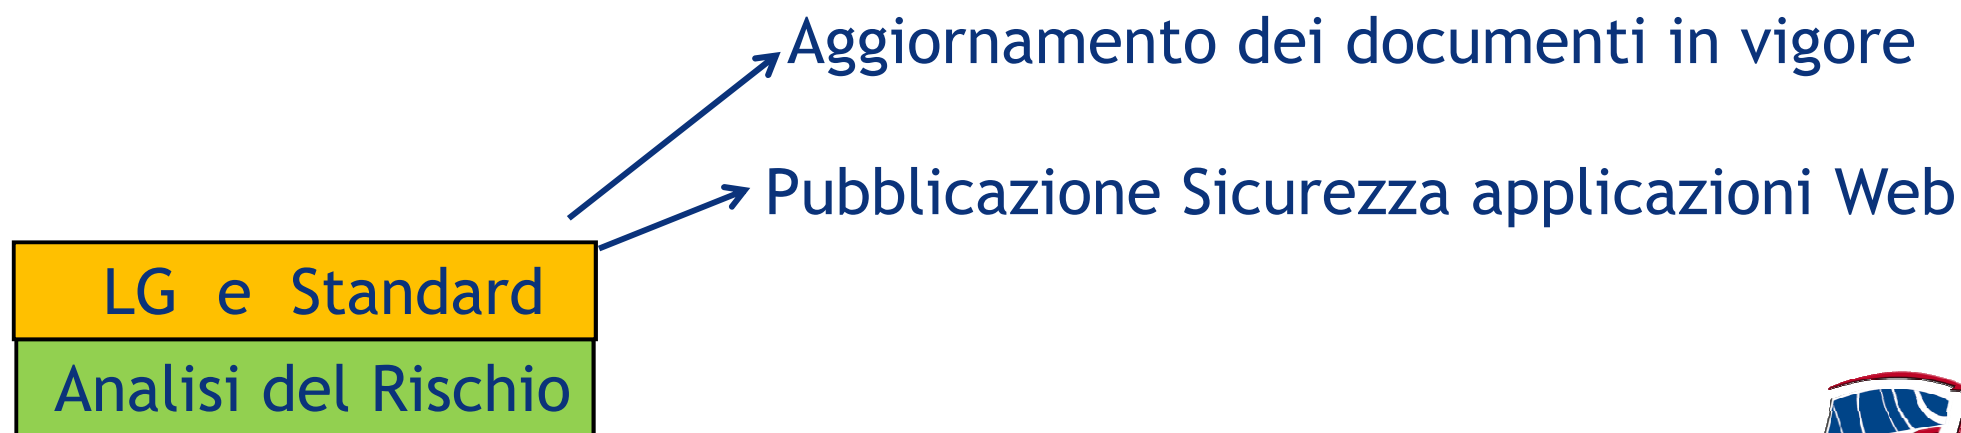 Aggiornamento dei documenti in vigore
Pubblicazione Sicurezza applicazioni Web
LG e Standard
Analisi del Rischio